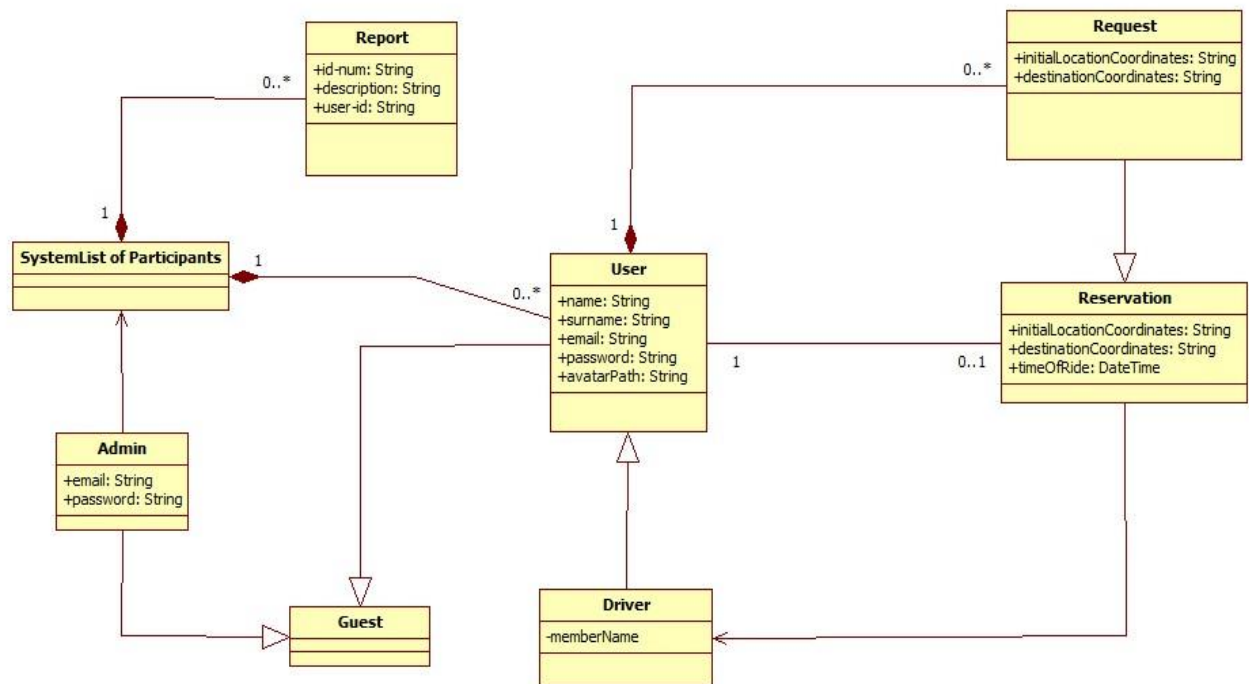 Report
+id-num: String
+description: String
+user-id: String
0..*
1
Request
+initialLocationCoordinates: String
+destinationCoordinates: String
0..*
1
SystemList of Participants
1
0..*
User
+name: String
+surname: String
+email: String
+password: String
+avatarPath: String
1
0..1
Reservation
+initialLocationCoordinates: String
+destinationCoordinates: String
+timeOfRide: DateTime
Admin
+email: String
+password: String
Guest
Driver
-memberName